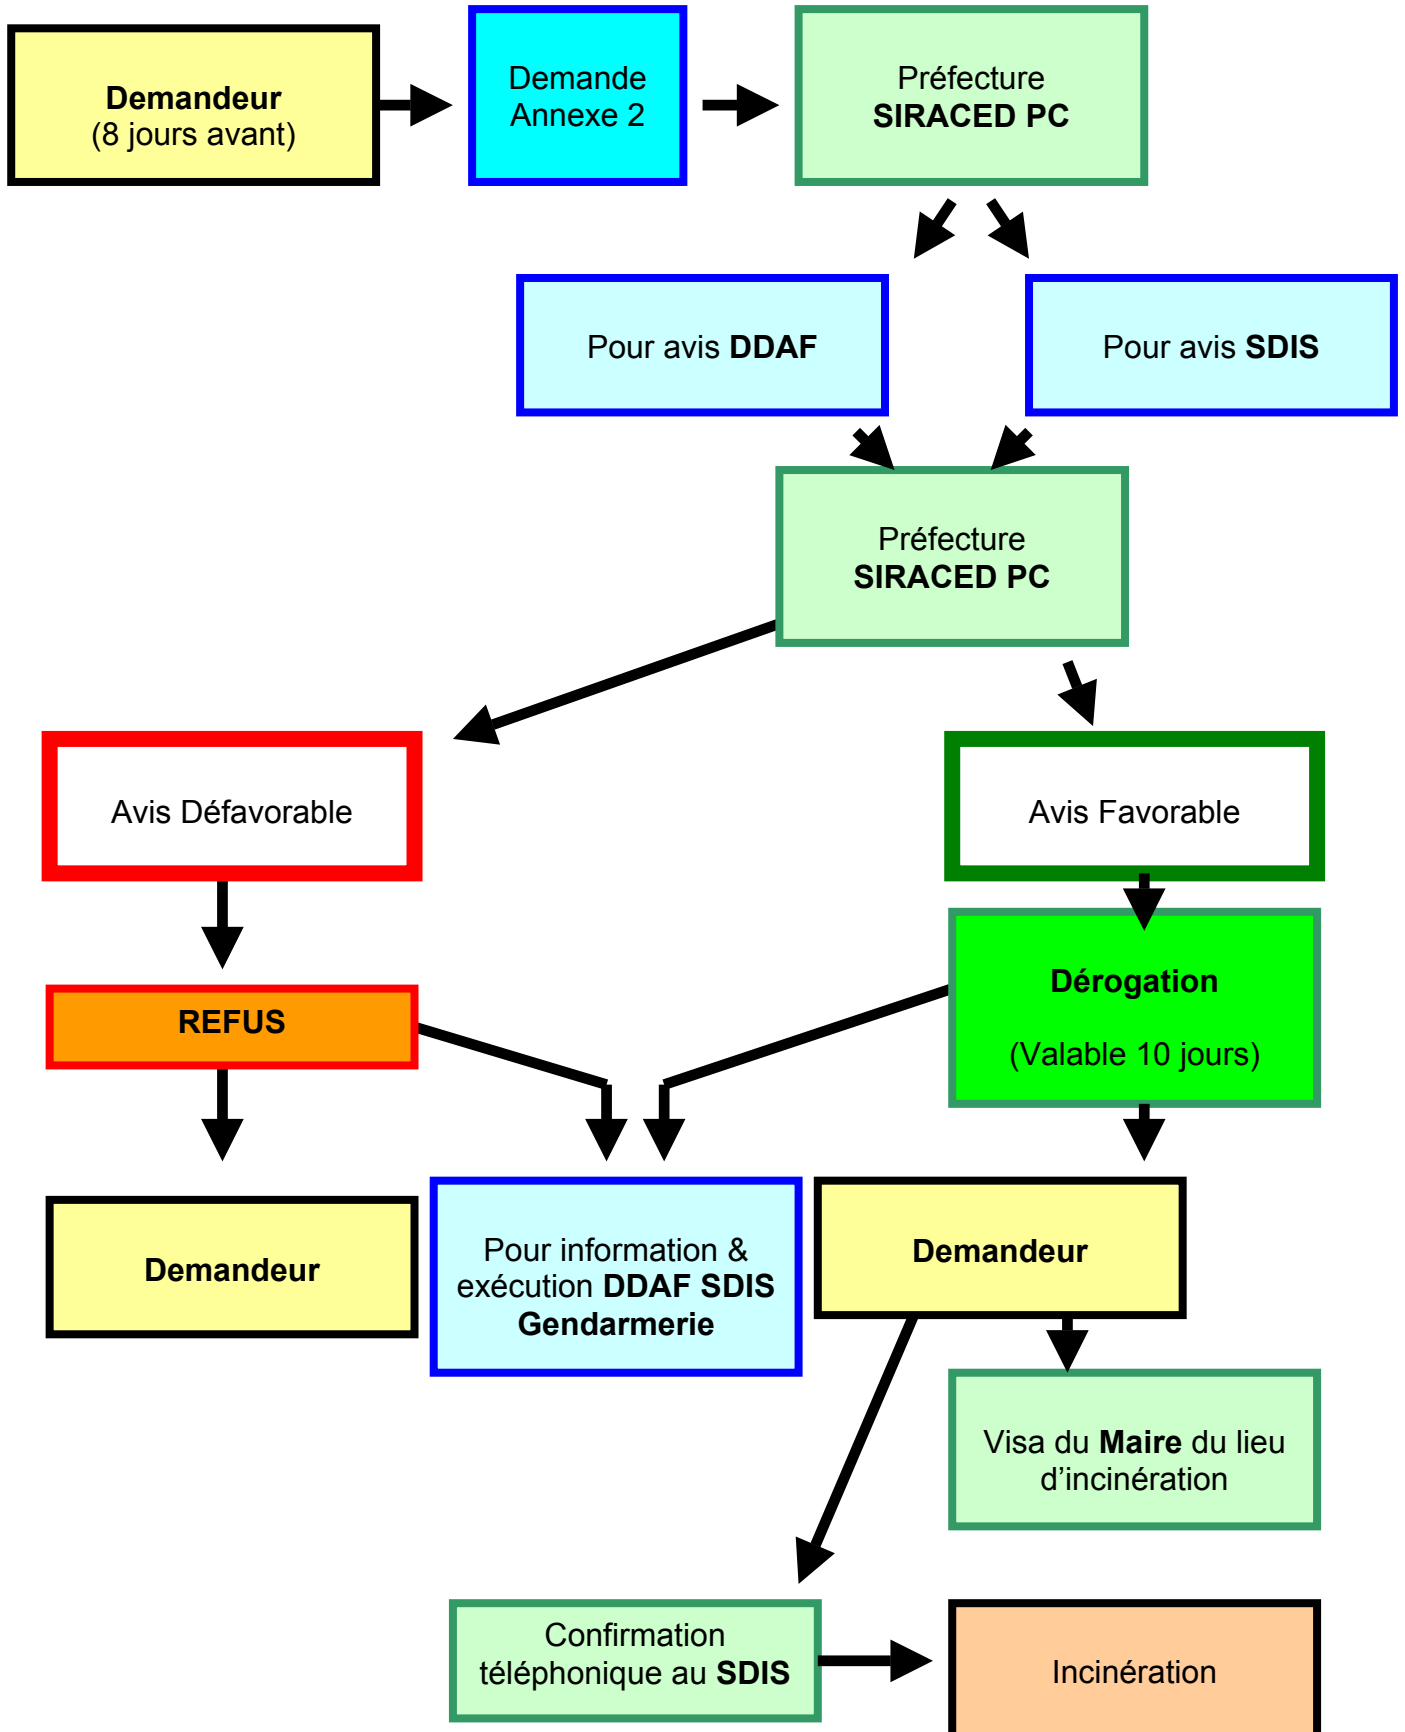 Demandeur
(8 jours avant)
Demande
Annexe 2
Préfecture
SIRACED PC
Pour avis DDAF
Pour avis SDIS
Préfecture
SIRACED PC
Avis Défavorable
Avis Favorable
REFUS
Dérogation
(Valable 10 jours)
Demandeur
Pour information &
exécution DDAF SDIS
Gendarmerie
Demandeur
Visa du Maire du lieu
d’incinération
Confirmation
téléphonique au SDIS
Incinération